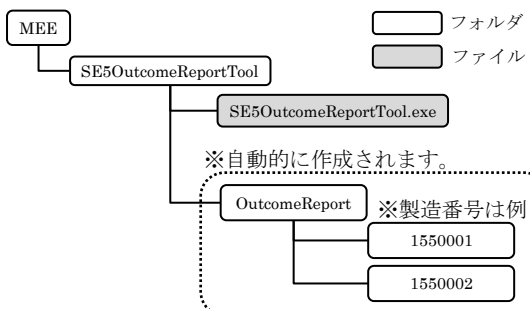 MEE
フォルダ
ファイル
SE5OutcomeReportTool
SE5OutcomeReportTool.exe
※自動的に作成されます。
OutcomeReport
※製造番号は例
1550001
1550002